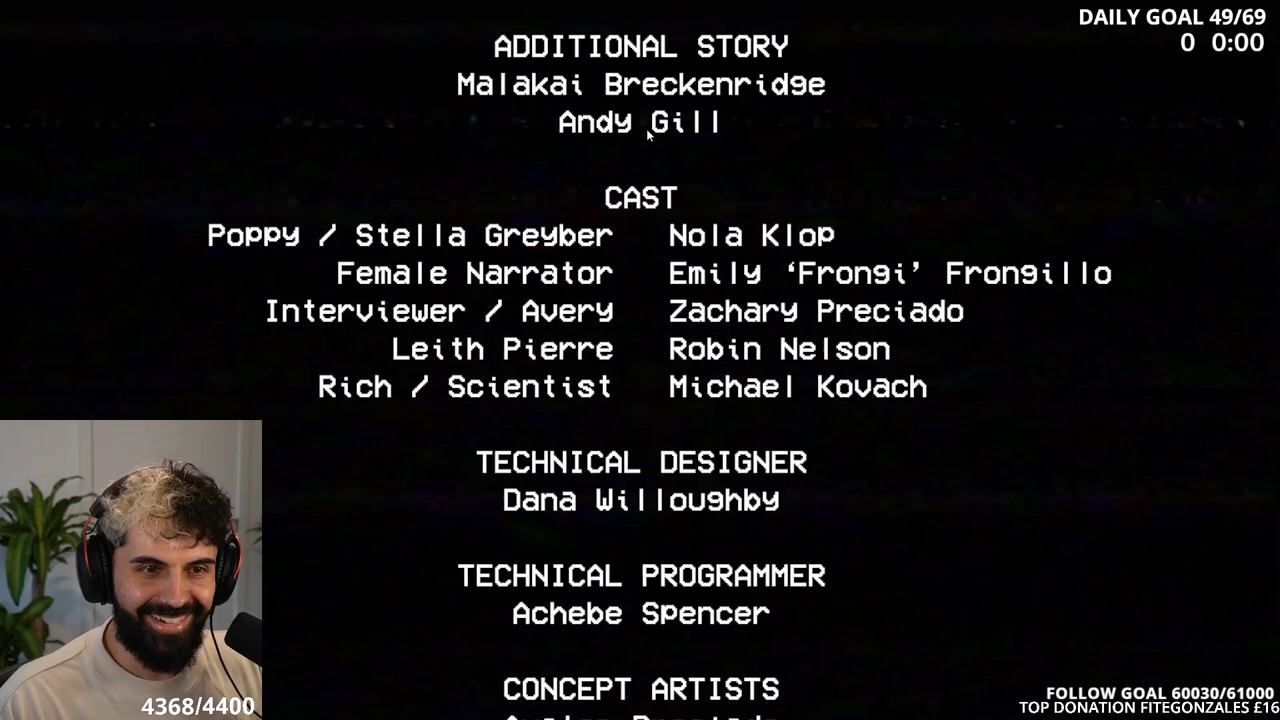 DAILY GOAL 49/69
0 0:00
ADDITIONAL STORY
Malakai Breckenridge
Andy Gill
CAST
Poppy / Stella Greyber Nola Klop
Female Narrator Emily ‘Frongi’ Frongillo
Interviewer / Avery Zachary Preciado
Leith Pierre Robin Nelson
Rich / Scientist Michael Kovach
TECHNICAL DESIGNER
Dana Willoughby
TECHNICAL PROGRAMMER
Achebe Spencer
CONCEPT ARTISTS
4368/4400
FOLLOW GOAL 60030/61000
TOP DONATION FITEGONZALES £16